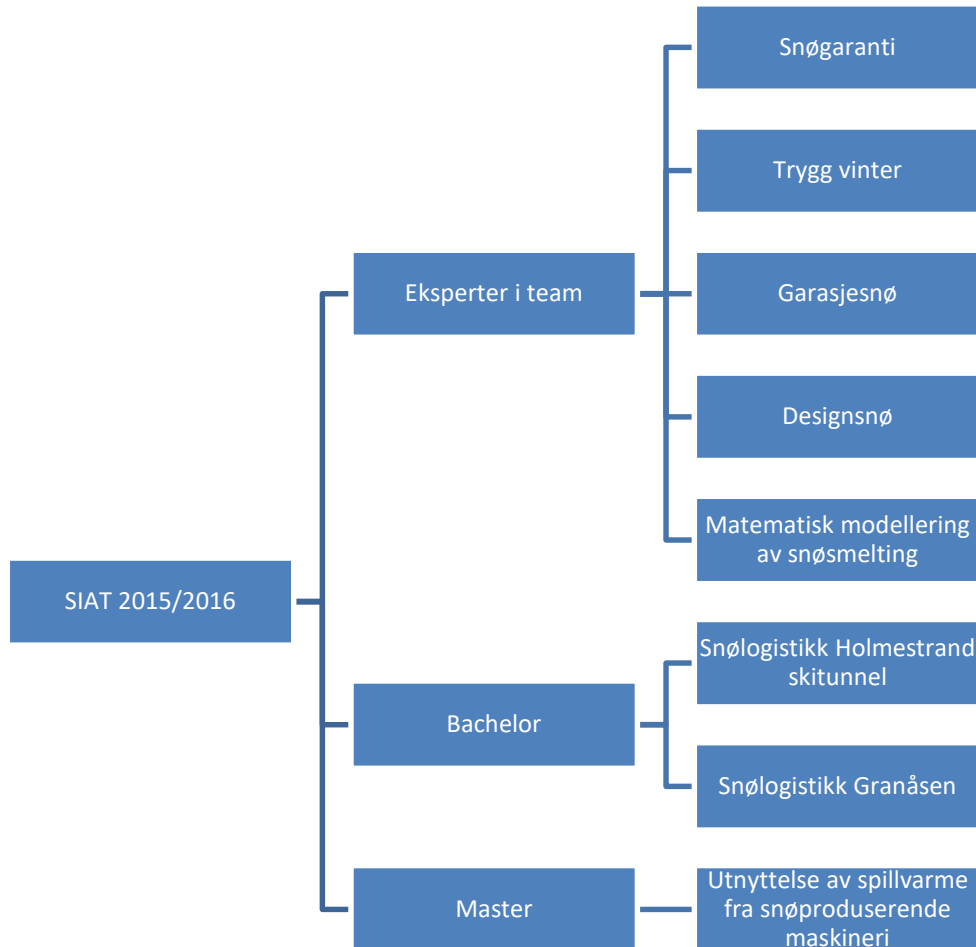 SIAT 2015/2016
Eksperter i team
Snøgaranti
Trygg vinter
Garasjesnø
Designsnø
Matematisk modellering
av snøsmelting
Bachelor
Snølogistikk Holmestrand
skitunnel
Snølogistikk Granåsen
Master
Utnyttelse av spillvarme
fra snøproduserende
maskineri